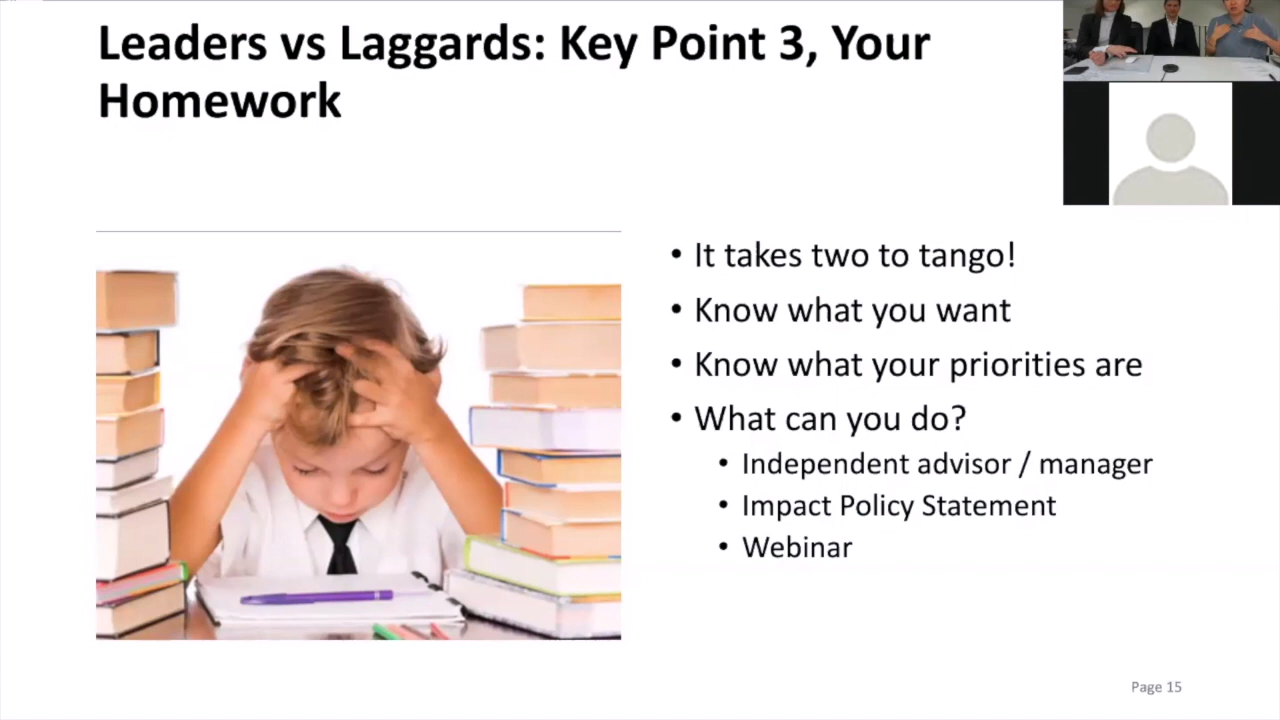 Leaders vs Laggards: Key Point 3, Your
Homework
• It takes two to tango!
• Know what you want
• Know what your priorities are
• What can you do?
• Independent advisor / manager
• Impact Policy Statement
• Webinar
Page 15